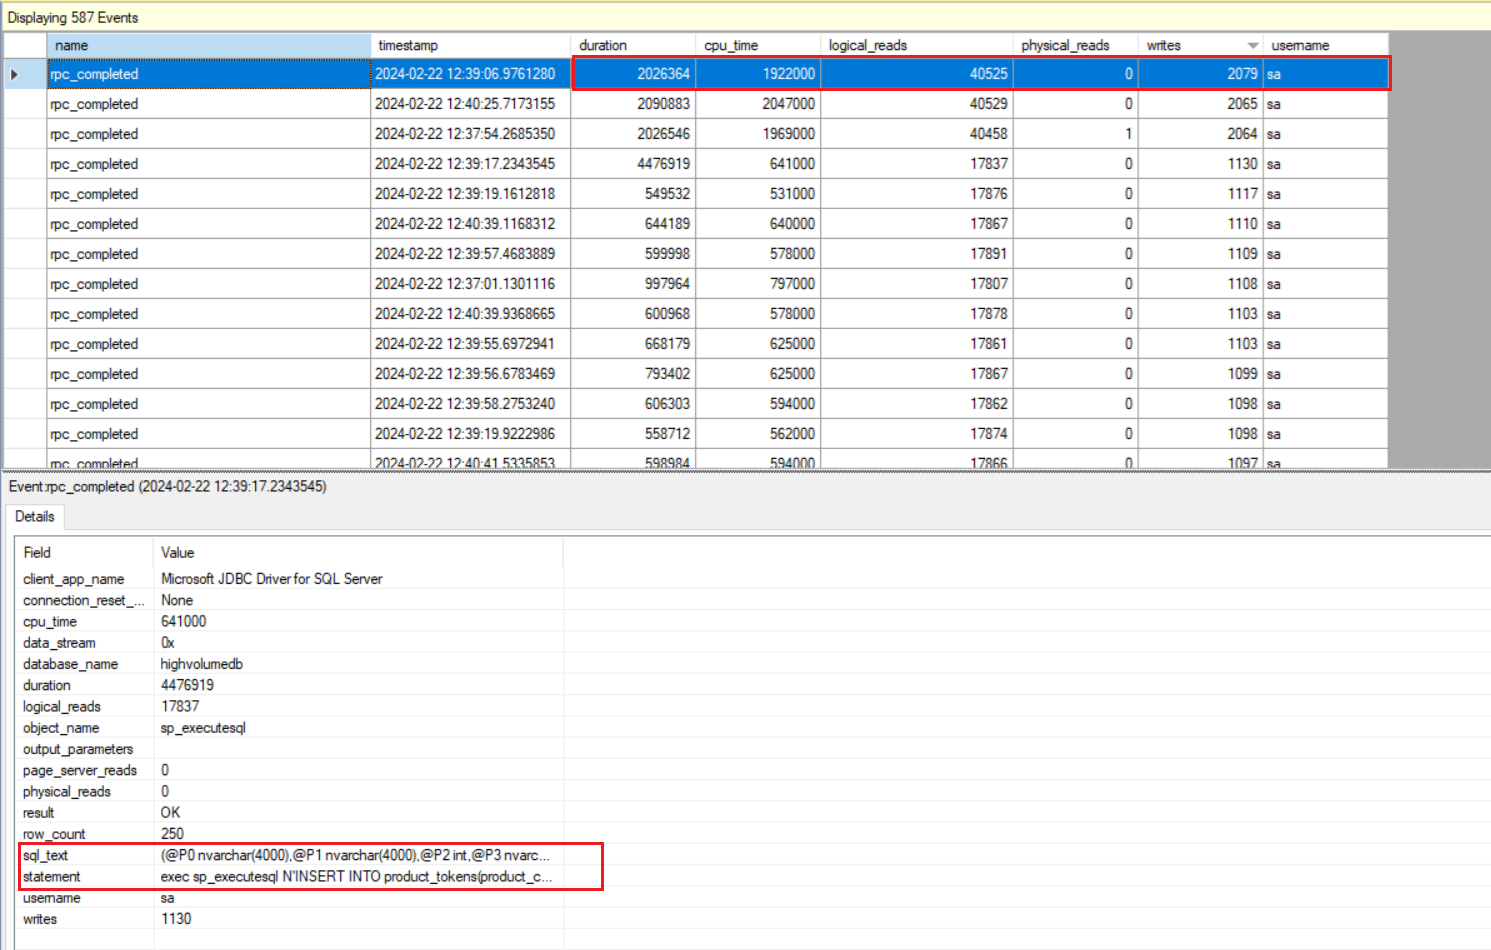 Displaying 587 Events
name timestamp duration cpu_time logical_reads physical_reads writes username
rpc_completed 2024-02-22 12:39:06.9761280 2026364 1922000 40525 0 2079 sa
rpc_completed 2024-02-22 12:40:25.7173155 2090883 2047000 40529 0 2065 sa
rpc_completed 2024-02-22 12:37:54.2685350 2026546 1969000 40458 1 2064 sa
rpc_completed 2024-02-22 12:39:17.2343545 4476919 641000 17837 0 1130 sa
rpc_completed 2024-02-22 12:39:19.1612818 549532 531000 17876 0 1117 sa
rpc_completed 2024-02-22 12:40:39.1168312 644189 640000 17867 0 1110 sa
rpc_completed 2024-02-22 12:39:57.4683889 599998 578000 17891 0 1109 sa
rpc_completed 2024-02-22 12:37:01.1301116 997964 797000 17807 0 1108 sa
rpc_completed 2024-02-22 12:40:39.9368665 600968 578000 17878 0 1103 sa
rpc_completed 2024-02-22 12:39:55.6972941 668179 625000 17861 0 1103 sa
rpc_completed 2024-02-22 12:39:56.6783469 793402 625000 17867 0 1099 sa
rpc_completed 2024-02-22 12:39:58.2753240 606303 594000 17862 0 1098 sa
rpc_completed 2024-02-22 12:39:19.9222986 558712 562000 17874 0 1098 sa
rpc_completed 2024-02-22 12:40:41.5335853 598984 594000 17866 0 1097 sa
Event:rpc_completed (2024-02-22 12:39:17.2343545)
Details
Field Value
client_app_name Microsoft JDBC Driver for SQL Server
connection_reset_... None
cpu_time 641000
data_stream 0x
database_name highvolumedb
duration 4476919
logical_reads 17837
object_name sp_executesql
output_parameters
page_server_reads 0
physical_reads 0
result OK
row_count 250
sql_text (@P0 nvarchar(4000),@P1 nvarchar(4000),@P2 int,@P3 nvarc...
statement exec sp_executesql N'INSERT INTO product_tokens(product_c...
username sa
writes 1130